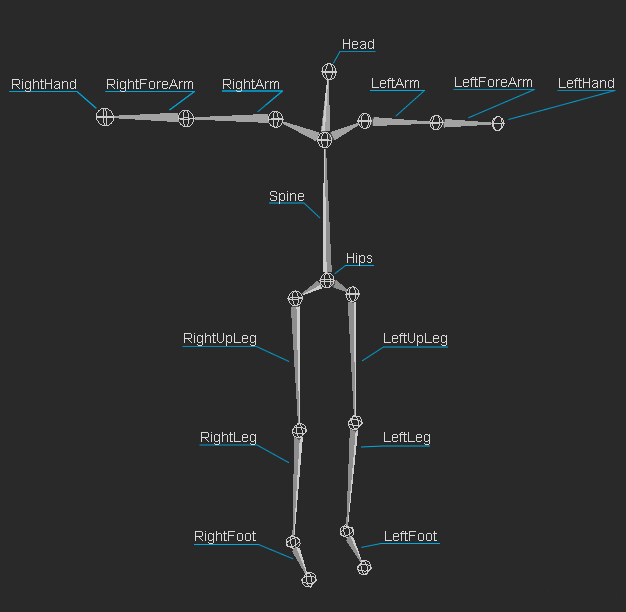 Head
RightHand
RightForeArm
RightArm
LeftArm
LeftForeArm
LeftHand
Spine
Hips
RightUpLeg
LeftUpLeg
RightLeg
LeftLeg
RightFoot
LeftFoot